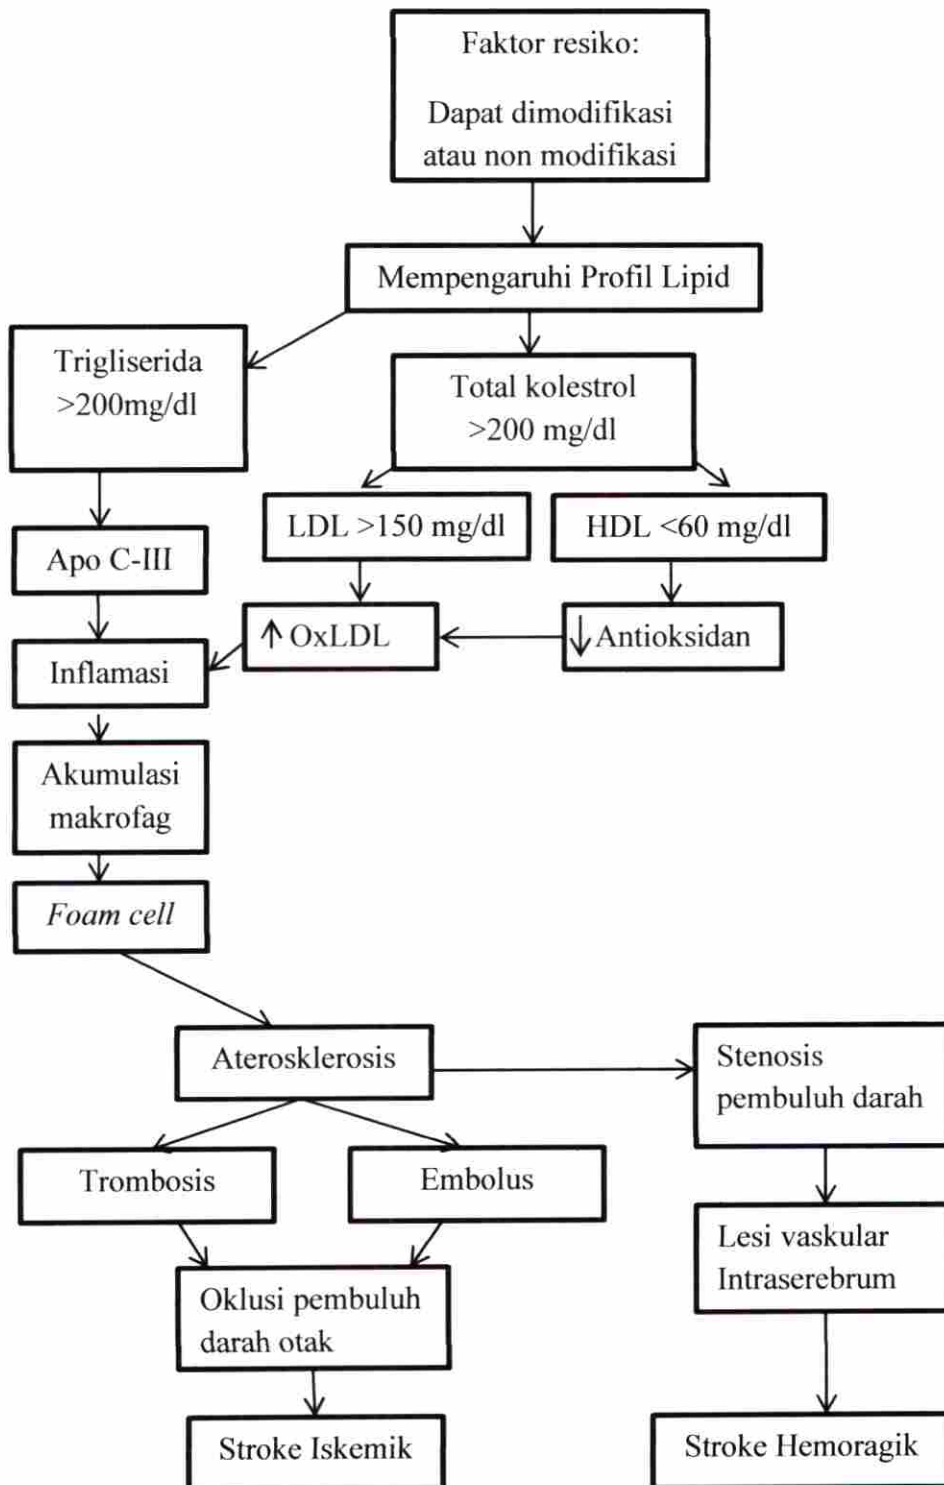 Faktor resiko:
Dapat dimodifikasi
atau non modifikasi
Mempengaruhi Profil Lipid
Trigliserida
>200mg/dl
Total kolestrol
>200 mg/dl
LDL >150 mg/dl
HDL <60 mg/dl
Apo C-III
↑ OxLDL
↓ Antioksidan
Inflamasi
Akumulasi
makrofag
Foam cell
Aterosklerosis
Stenosis
pembuluh darah
Trombosis
Embolus
Lesi vaskular
Intraserebrum
Oklusi pembuluh
darah otak
Stroke Iskemik
Stroke Hemoragik